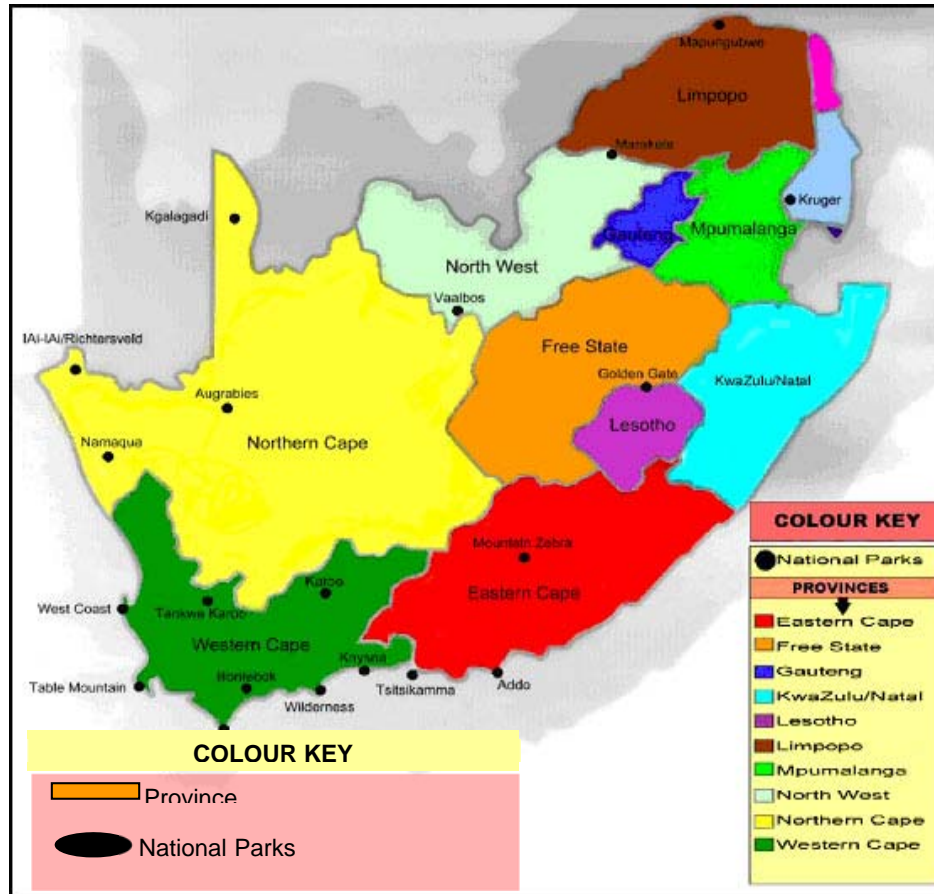 Mapungubwe
Limpopo
Marakele
Kgalagadi
Kruger
Gauteng
Mpumalanga
North West
Vaalbos
IAi-IAi/Richtersveld
Free State
Golden Gate
KwaZulu/Natal
Augrabies
Lesotho
Northern Cape
Namaqua
COLOUR KEY
Mountain Zebra
National Parks
Karoo
PROVINCES
Eastern Cape
West Coast
Tankwa Karoo
Western Cape
Knysna
Bontebok
Table Mountain
Tsitsikamma
Addo
Wilderness
Eastern Cape
Free State
Gauteng
KwaZulu/Natal
Lesotho
Limpopo
Mpumalanga
North West
Northern Cape
Western Cape
COLOUR KEY
Province
National Parks